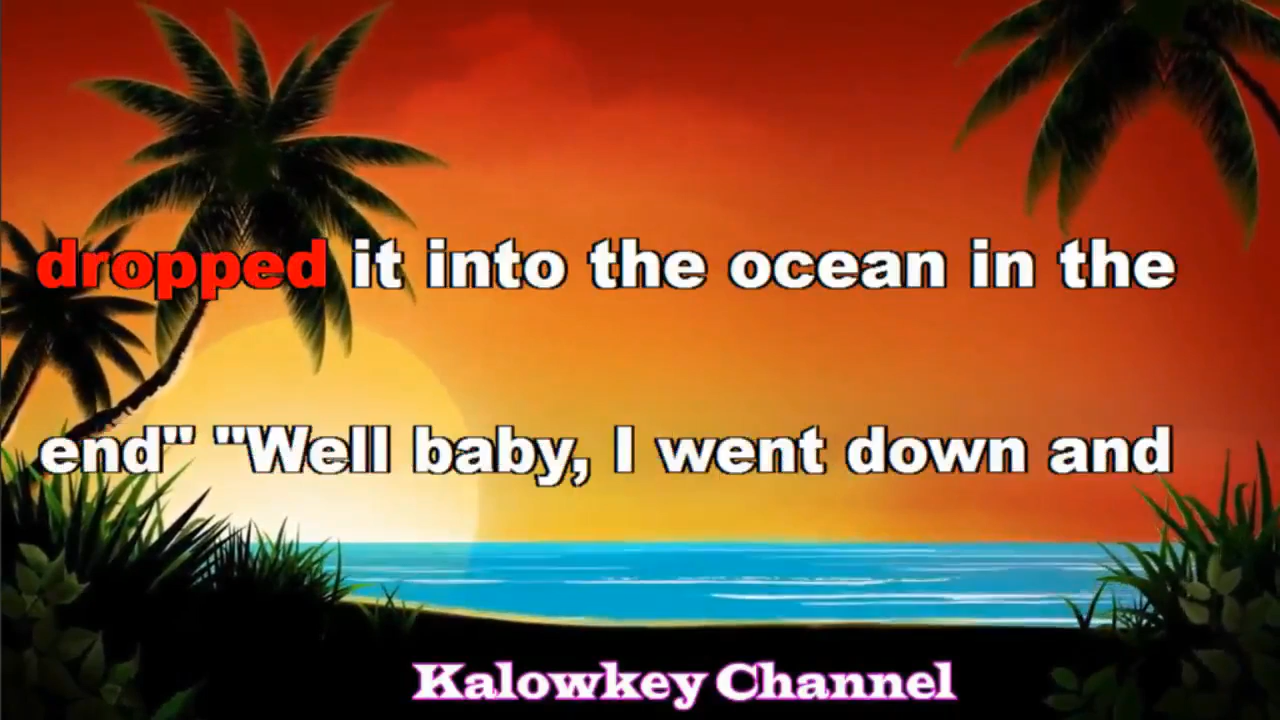 dropped it into the ocean in the
end" "Well baby, I went down and
Kalowkey Channel